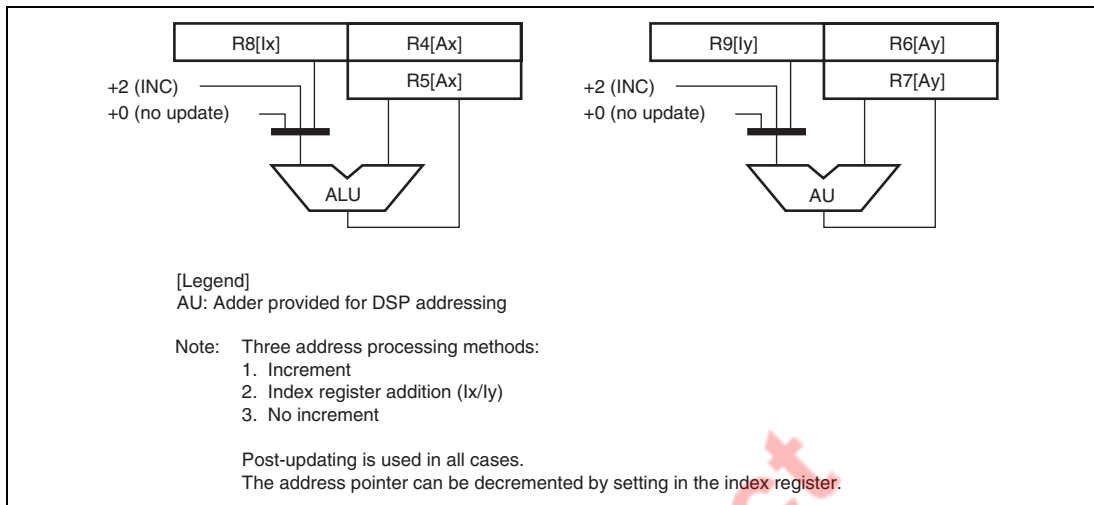 R8[Ix] R4[Ax]
R5[Ax]
+2 (INC)
+0 (no update)
ALU
R9[Iy] R6[Ay]
R7[Ay]
+2 (INC)
+0 (no update)
AU
[Legend]
AU: Adder provided for DSP addressing
Note: Three address processing methods:
1. Increment
2. Index register addition (Ix/Iy)
3. No increment
Post-updating is used in all cases.
The address pointer can be decremented by setting in the index register.
ct